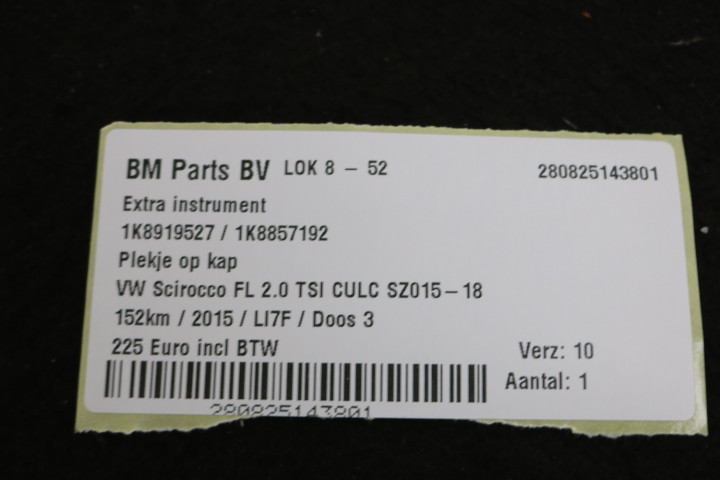 BM Parts BV LOK 8 – 52 280825143801
Extra instrument
1K8919527 / 1K8857192
Plekje op kap
VW Scirocco FL 2.0 TSI CULC SZ015–18
152km / 2015 / LI7F / Doos 3
225 Euro incl BTW Verz: 10
Aantal: 1
280825143801